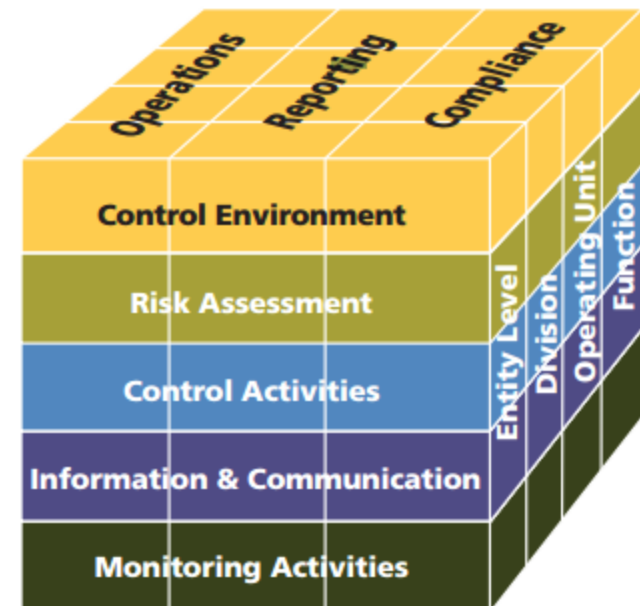 Operations
Reporting
Compliance
Control Environment
Risk Assessment
Control Activities
Information & Communication
Monitoring Activities
Entity Level
Division
Operating Unit
Function